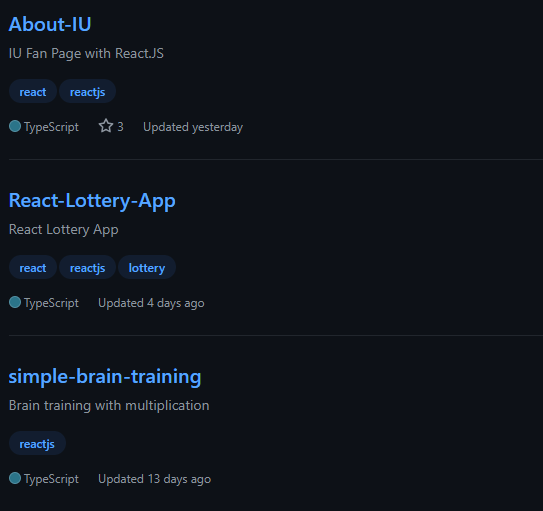 About-IU
IU Fan Page with React.JS
react reactjs
TypeScript 3 Updated yesterday
React-Lottery-App
React Lottery App
react reactjs lottery
TypeScript Updated 4 days ago
simple-brain-training
Brain training with multiplication
reactjs
TypeScript Updated 13 days ago